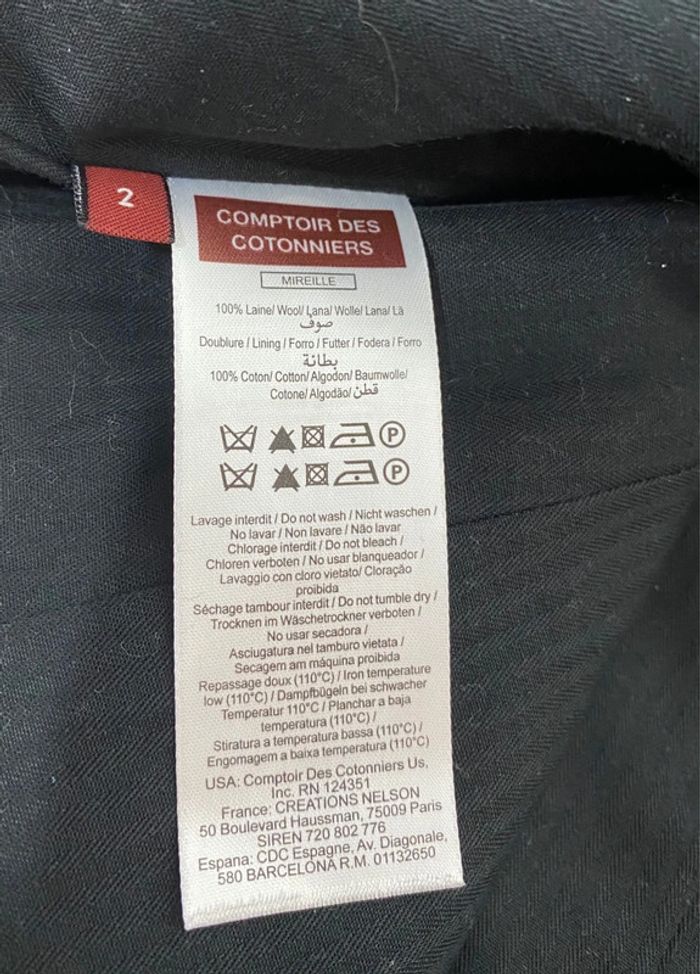 2
COMPTOIR DES
COTONNIERS
MIREILLE
100% Laine/ Wool/ Lana/ Wolle/ Lana/ Lã
صوف
Doublure / Lining / Forro / Futter / Fodera / Forro
بطانة
100% Coton/ Cotton/ Algodon/ Baumwolle/
Cotone/ Algodão/ قطن
P
P
Lavage interdit / Do not wash / Nicht waschen /
No lavar / Non lavare / Não lavar
Chlorage interdit / Do not bleach /
Chloren verboten / No usar blanqueador /
Lavaggio con cloro vietato/ Cloração
proibida
Séchage tambour interdit / Do not tumble dry /
Trocknen im Wäschetrockner verboten /
No usar secadora /
Asciugatura nel tamburo vietata /
Secagem am máquina proibida
Repassage doux (110°C) / Iron temperature
low (110°C) / Dampfbügeln bei schwacher
Temperatur 110°C / Planchar a baja
temperatura (110°C) /
Stiratura a temperatura bassa (110°C) /
Engomagem a baixa temperatura (110°C)
USA: Comptoir Des Cotonniers Us,
Inc. RN 124351
France: CREATIONS NELSON
50 Boulevard Haussman, 75009 Paris
SIREN 720 802 776
Espana: CDC Espagne, Av. Diagonale,
580 BARCELONA R.M. 01132650